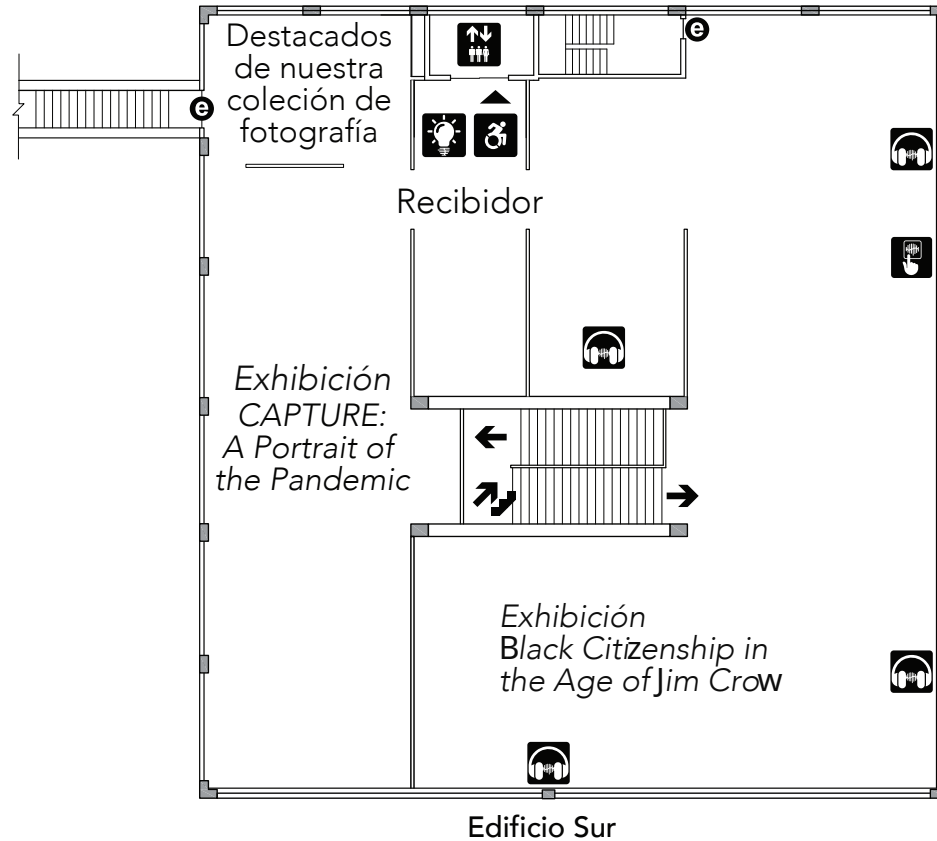 Destacados
de nuestra
coleción de
fotografía
e
e
Recibidor
Exhibición
CAPTURE:
A Portrait of
the Pandemic
Exhibición
Black Citizenship in
the Age of Jim Crow
Edificio Sur